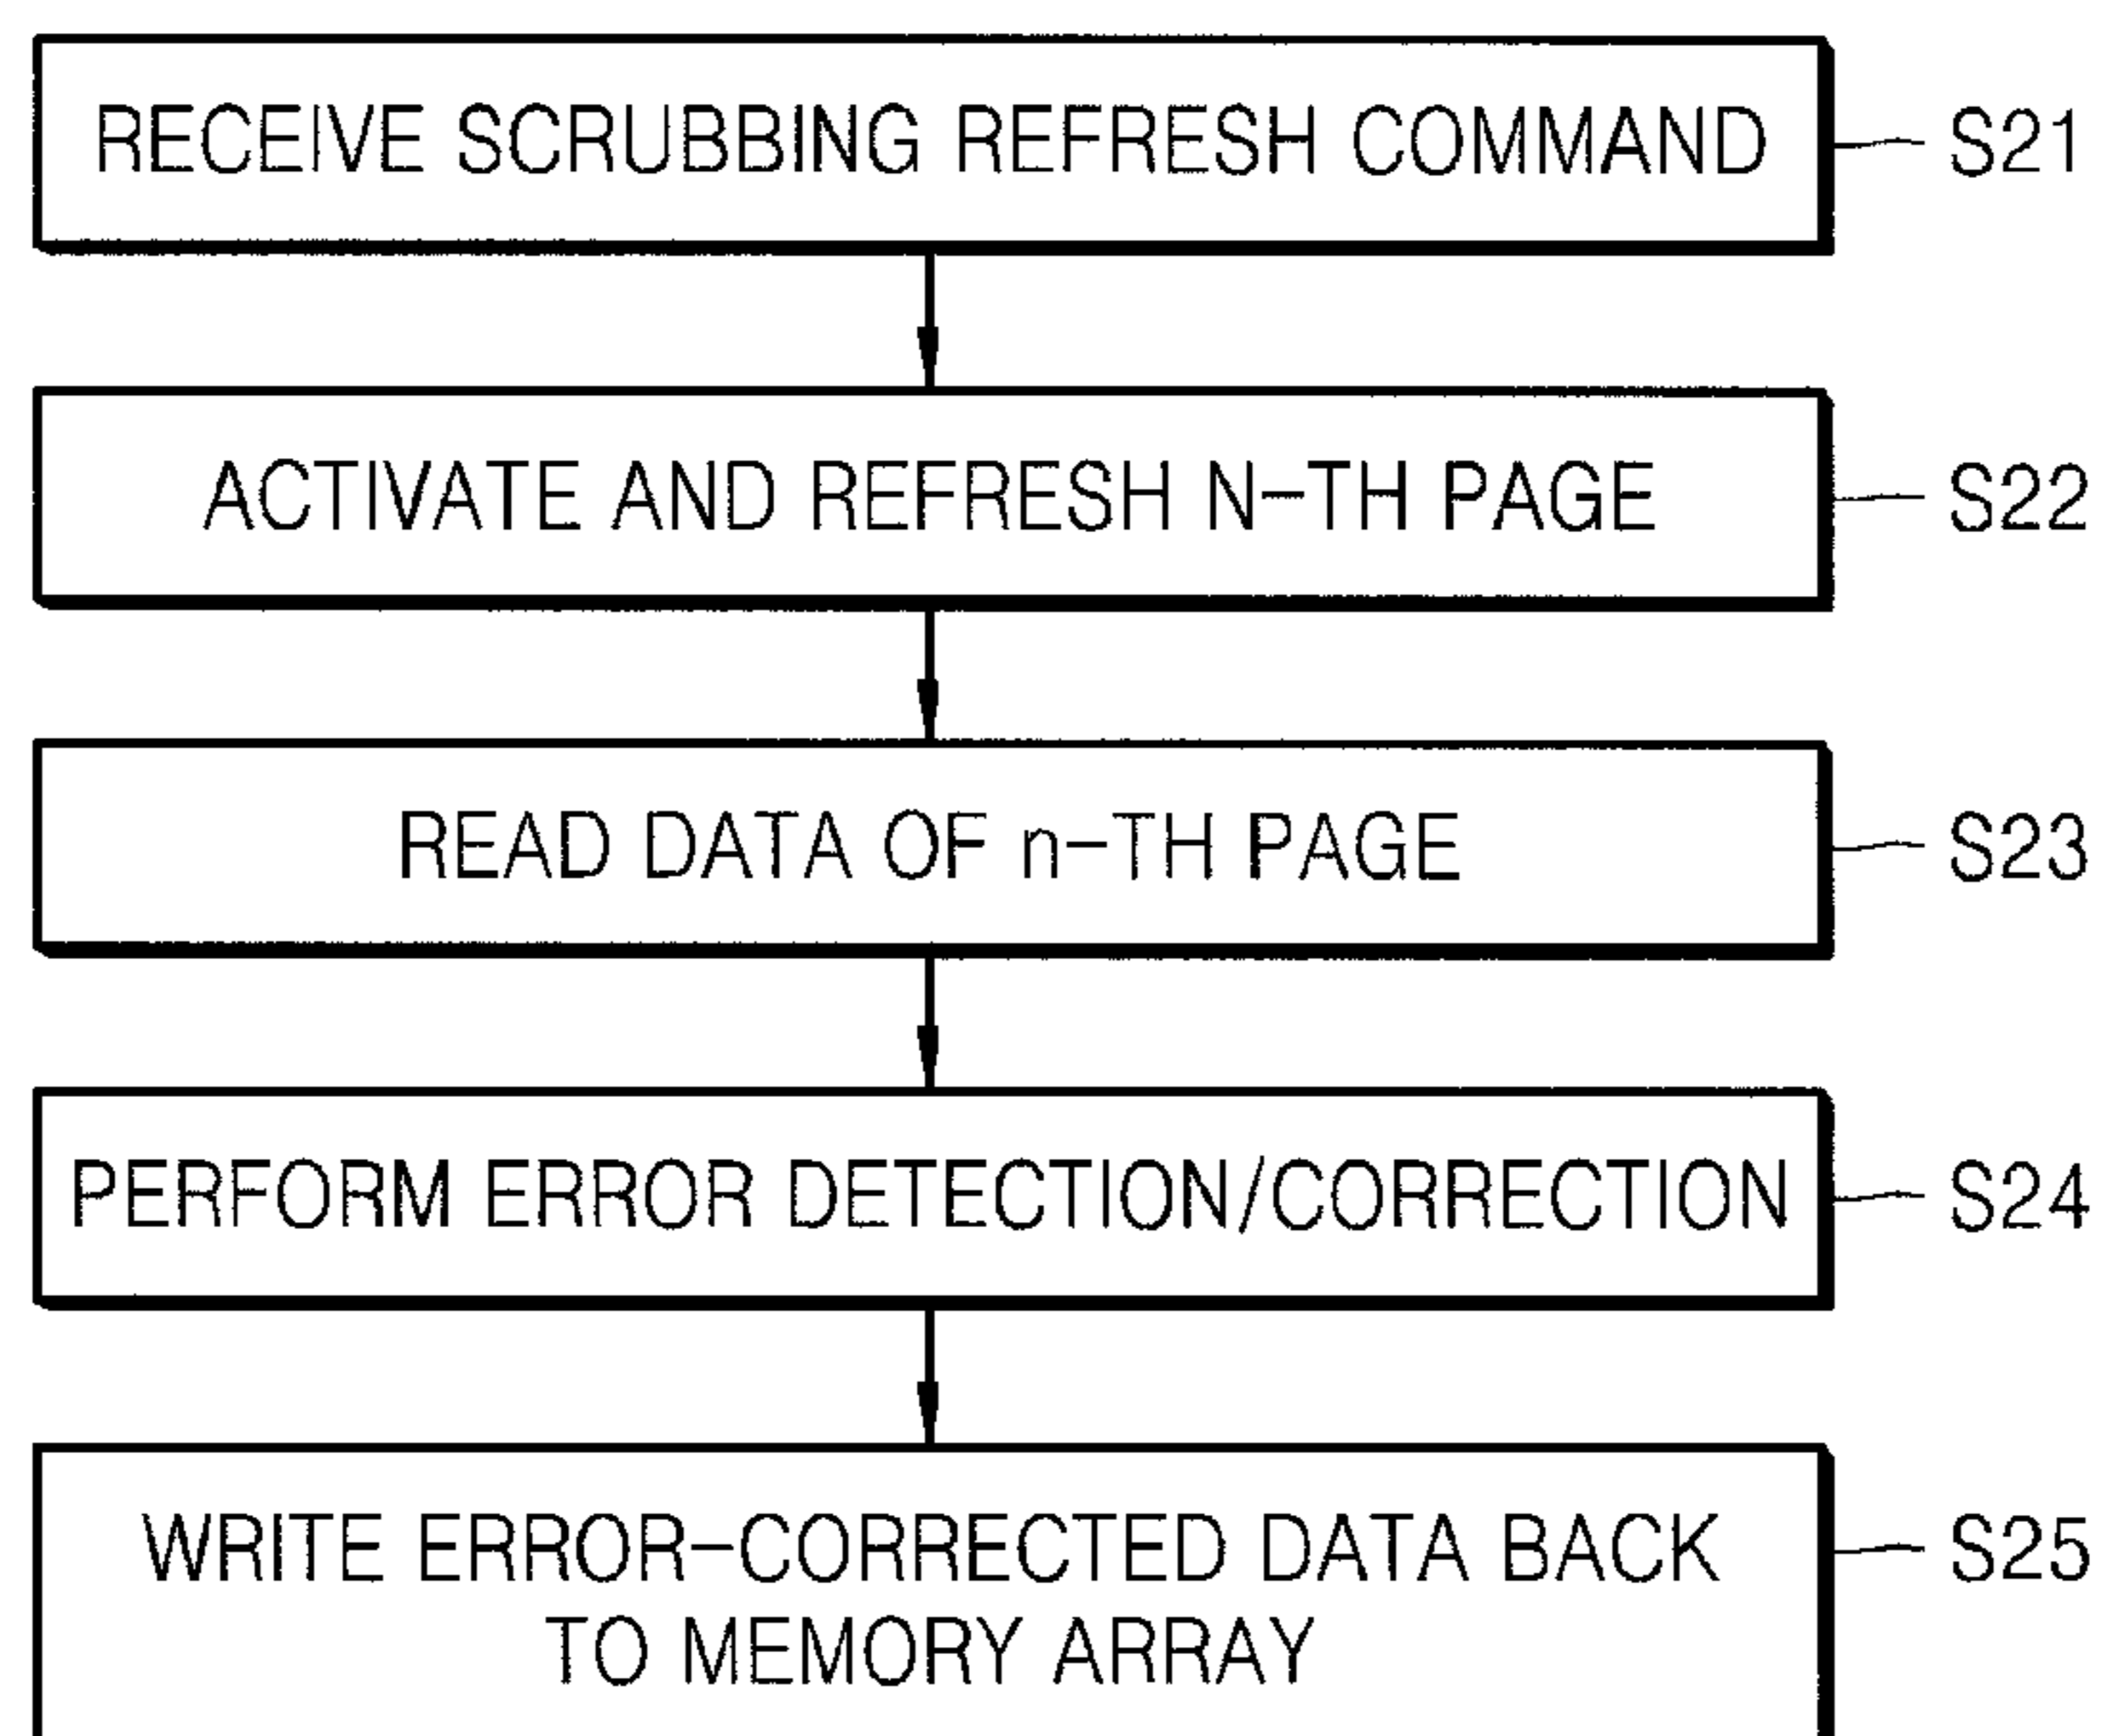 RECEIVE SCRUBBING REFRESH COMMAND S21
ACTIVATE AND REFRESH N-TH PAGE S22
READ DATA OF n-TH PAGE S23
PERFORM ERROR DETECTION/CORRECTION S24
WRITE ERROR-CORRECTED DATA BACK S25
TO MEMORY ARRAY